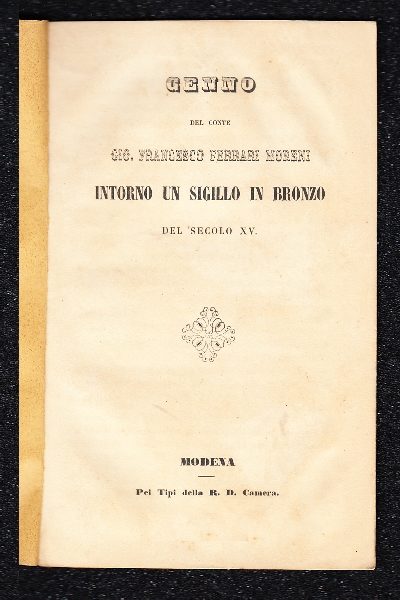 CENNO
DEL CONTE
GIO. FRANCESCO FERRARI MORENI
INTORNO UN SIGILLO IN BRONZO
DEL SECOLO XV.
MODENA
Pei Tipi della R. D. Camera.